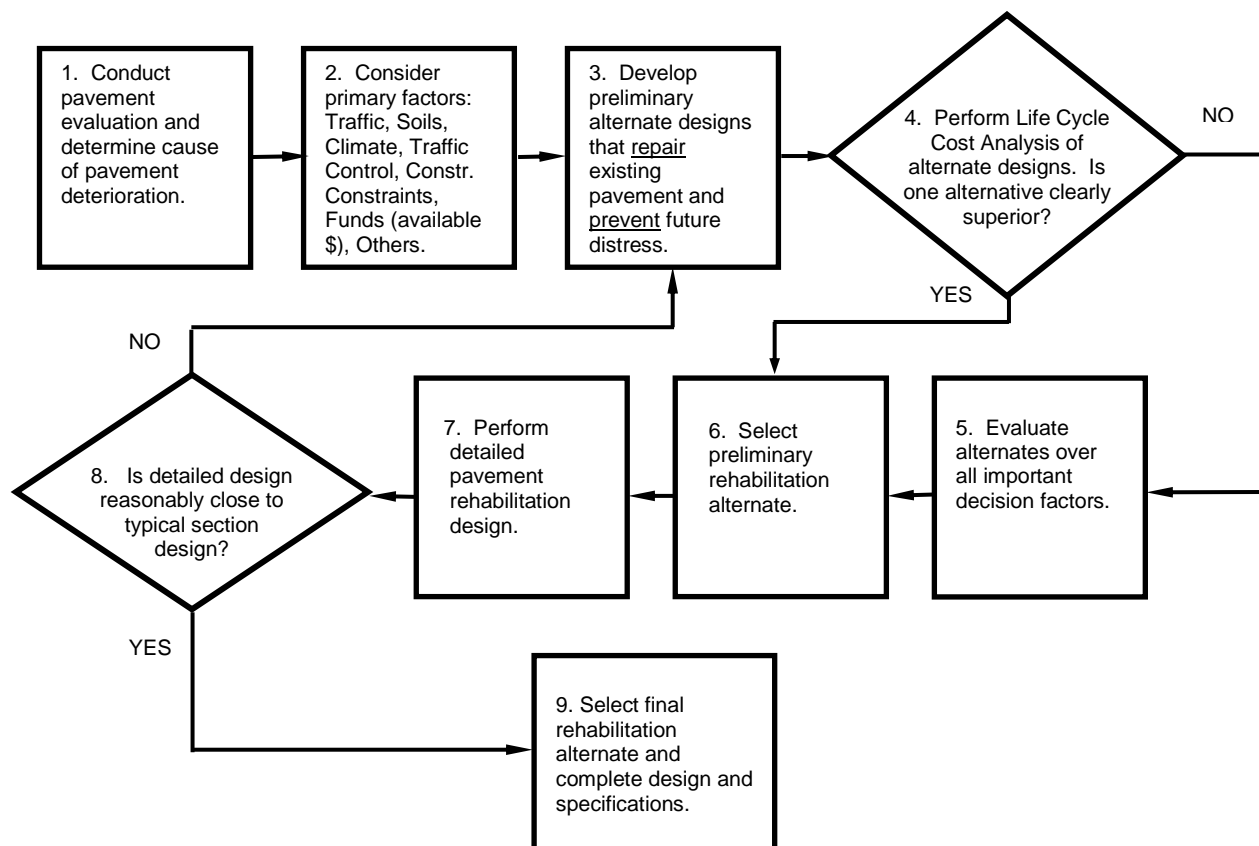 1. Conduct
pavement
evaluation and
determine cause
of pavement
deterioration.
2. Consider
primary factors:
Traffic, Soils,
Climate, Traffic
Control, Constr.
Constraints,
Funds (available
$), Others.
3. Develop
preliminary
alternate designs
that repair
existing
pavement and
prevent future
distress.
4. Perform Life Cycle
Cost Analysis of
alternate designs. Is
one alternative clearly
superior?
NO
YES
5. Evaluate
alternates over
all important
decision factors.
6. Select
preliminary
rehabilitation
alternate.
7. Perform
detailed
pavement
rehabilitation
design.
8. Is detailed design
reasonably close to
typical section
design?
NO
YES
9. Select final
rehabilitation
alternate and
complete design and
specifications.